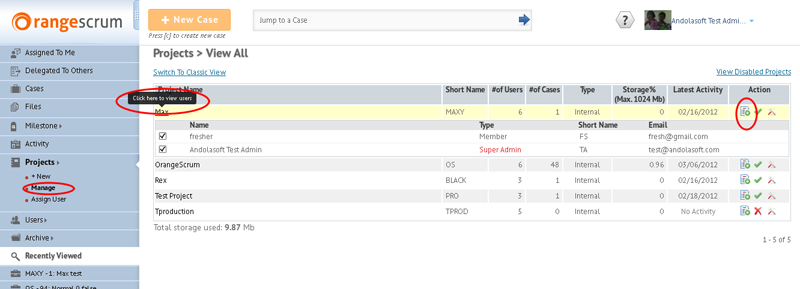 orangescrum
+ New Case
Press [c] to create new case
Jump to a Case
?
Andolasoft Test Admi...
Assigned To Me
Delegated To Others
Cases
Files
Milestone
Activity
Projects
+ New
Manage
Assign User
Users
Archive
Recently Viewed
MAXY - 1: Max test
OS - 94: Normal 0 false
Projects > View All
Switch To Classic View
View Disabled Projects
Project Name Short Name #of Users #of Cases Type Storage% (Max. 1024 Mb) Latest Activity Action
Click here to view users
Max MAXY 6 1 Internal 0 02/16/2012
Name Type Short Name Email
fresher Member FS fresh@gmail.com
Andolasoft Test Admin Super Admin TA test@andolasoft.com
OrangeScrum OS 6 48 Internal 0.96 03/06/2012
Rex BLACK 3 1 Internal 0 02/16/2012
Test Project PRO 3 1 Internal 0 02/18/2012
Tproduction TPROD 5 0 Internal 0 No Activity
Total storage used: 9.87 Mb
1 - 5 of 5